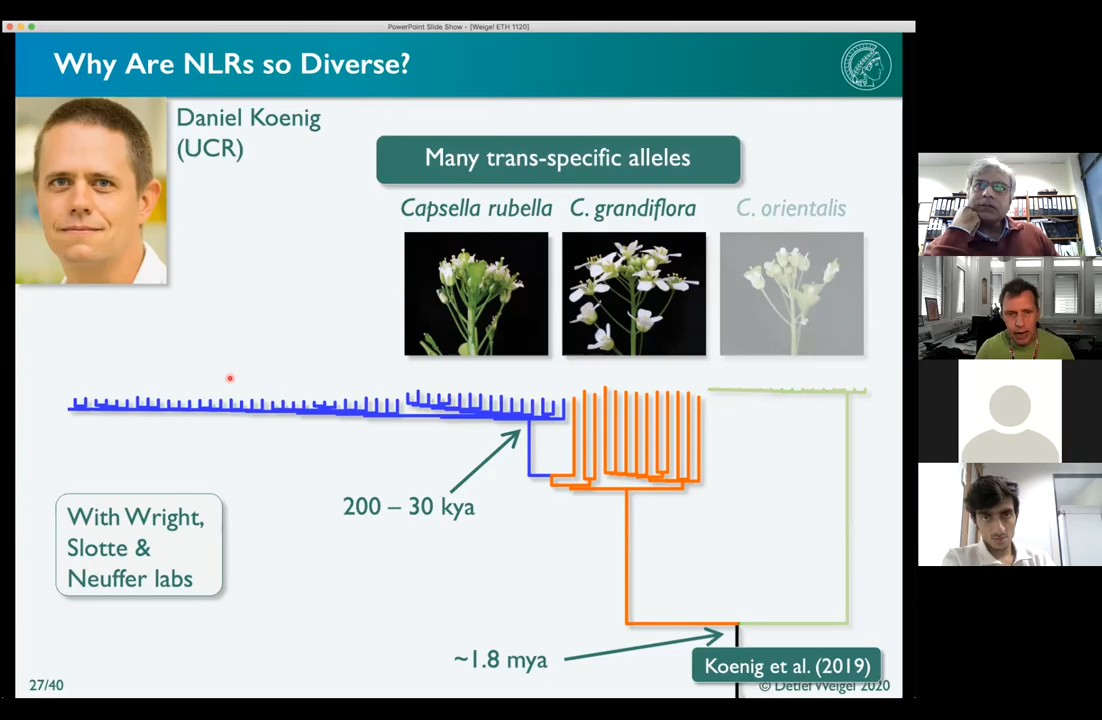 PowerPoint Slide Show - [Weigel ETH 1120]
Why Are NLRs so Diverse?
Daniel Koenig
(UCR)
Many trans-specific alleles
Capsella rubella
C. grandiflora
C. orientalis
200 – 30 kya
With Wright,
Slotte &
Neuffer labs
~1.8 mya
Koenig et al. (2019)
27/40
© Detlef Weigel 2020